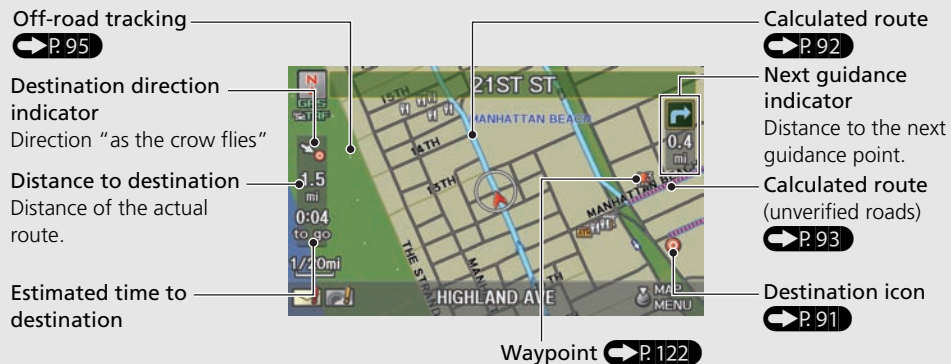 Off-road tracking
P. 95
Destination direction
indicator
Direction “as the crow flies”
Distance to destination
Distance of the actual
route.
Estimated time to
destination
N
GPS
21ST ST
15TH
14TH
13TH
MANHATTAN BEACH
THE STRAND
MANHATTAN BEA
1.5
mi
0:04
to go
1/20mi
0.4
mi
ATM
HIGHLAND AVE
MAP
MENU
Calculated route
P. 92
Next guidance
indicator
Distance to the next
guidance point.
Calculated route
(unverified roads)
P. 93
Destination icon
P. 91
Waypoint P. 122